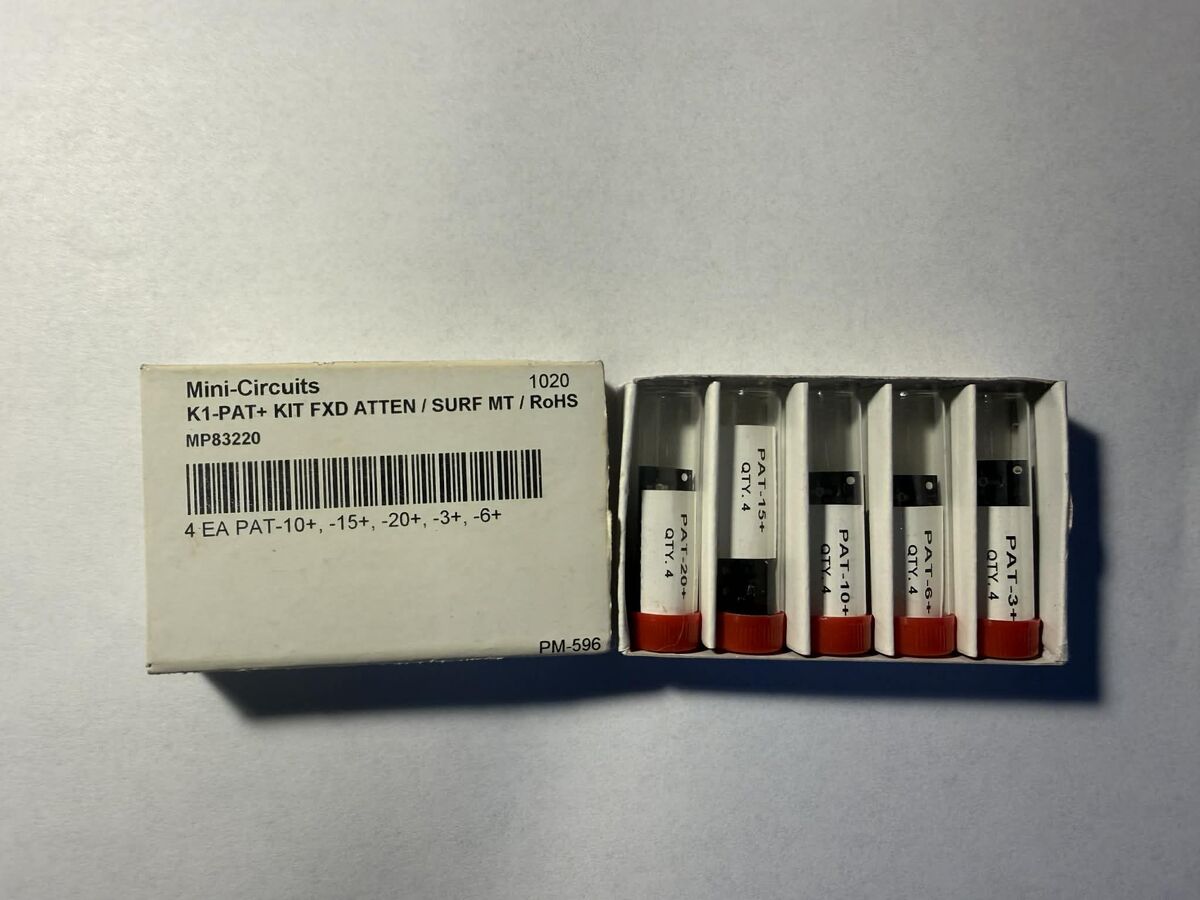 Mini-Circuits 1020
K1-PAT+ KIT FXD ATTEN / SURF MT / RoHS
MP83220
4 EA PAT-10+, -15+, -20+, -3+, -6+
PM-596
PAT-20+
QTY. 4
PAT-15+
QTY. 4
PAT-10+
QTY. 4
PAT-6+
QTY. 4
PAT-3+
QTY. 4